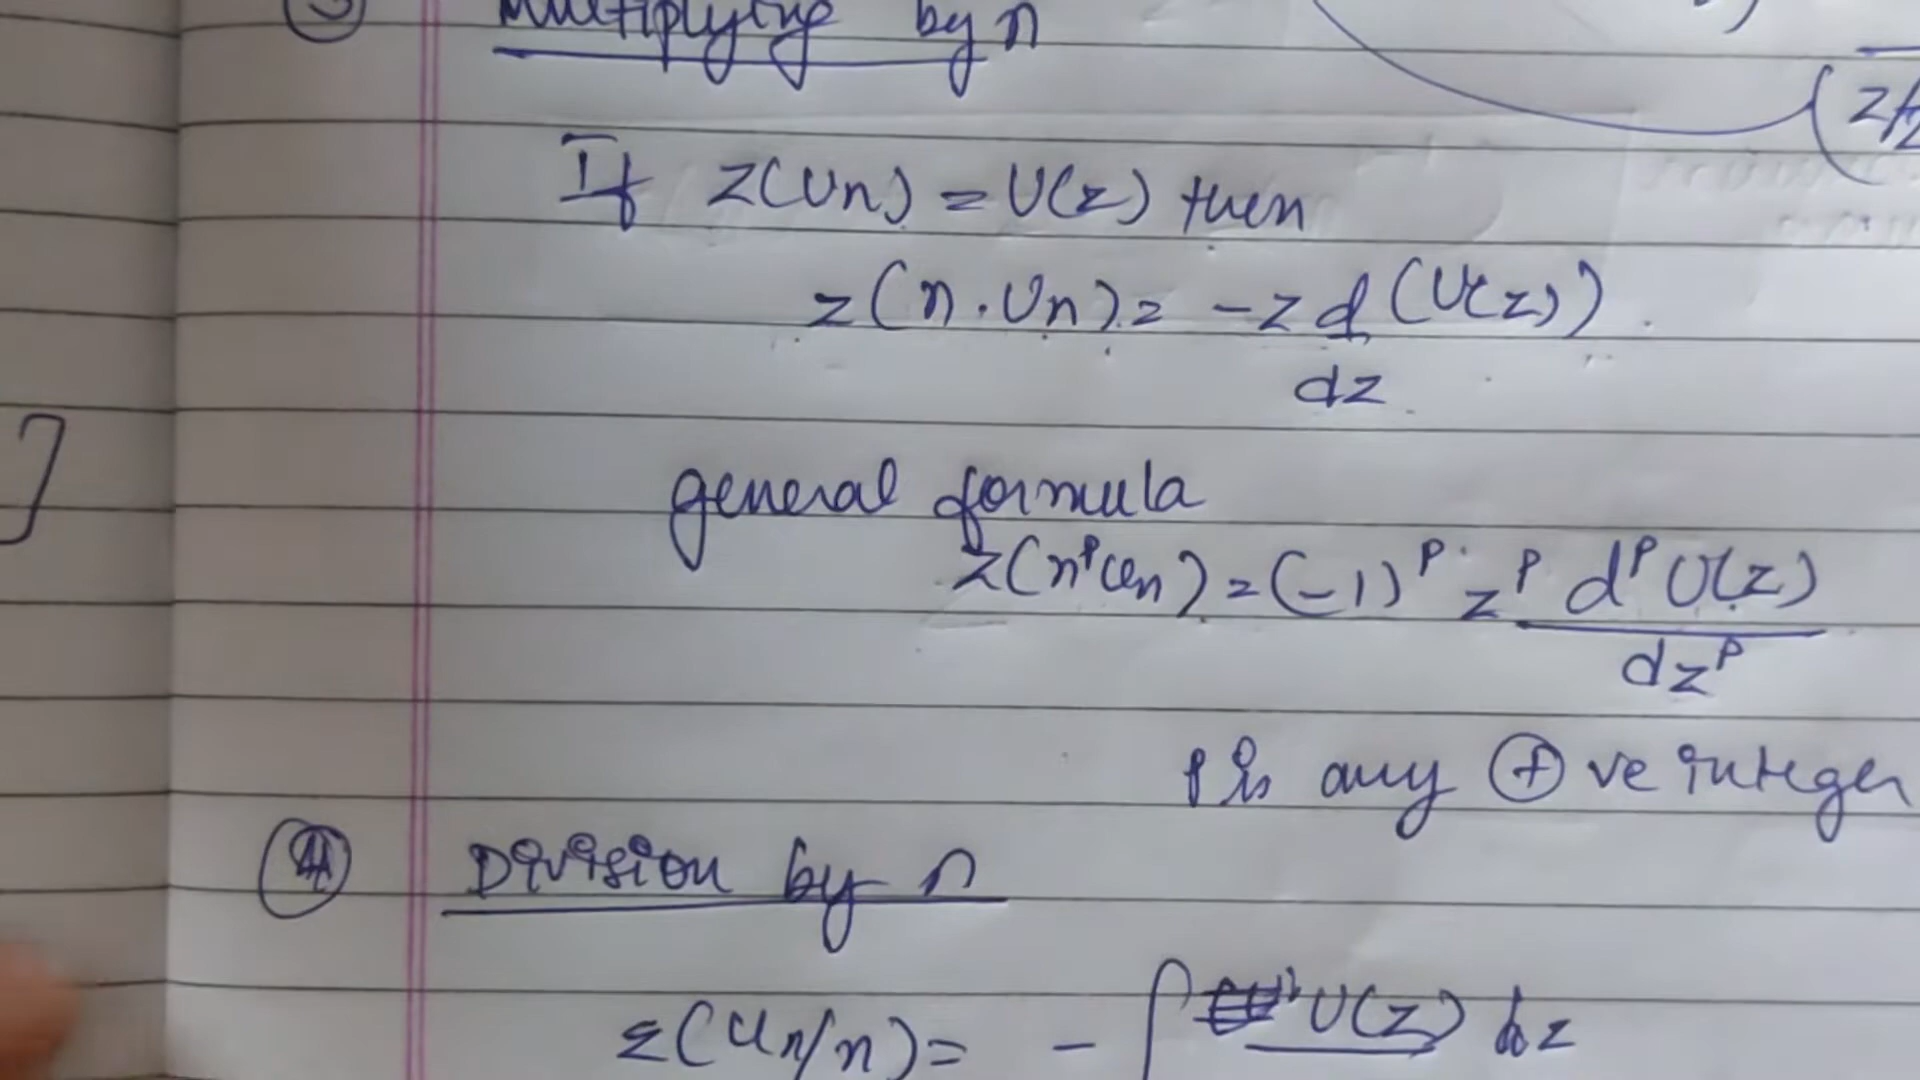 ③ Multiplying by n
If Z(Un) = U(z) then
z(n.Un) = -z d/dz (U(z)).
general formula
z(n^p Un) = (-1)^p z^p d^p U(z)/dz^p
P is any ⊕ve integer
④ Division by n
z(Un/n) = - ∫ U(z) dz
]
(z/